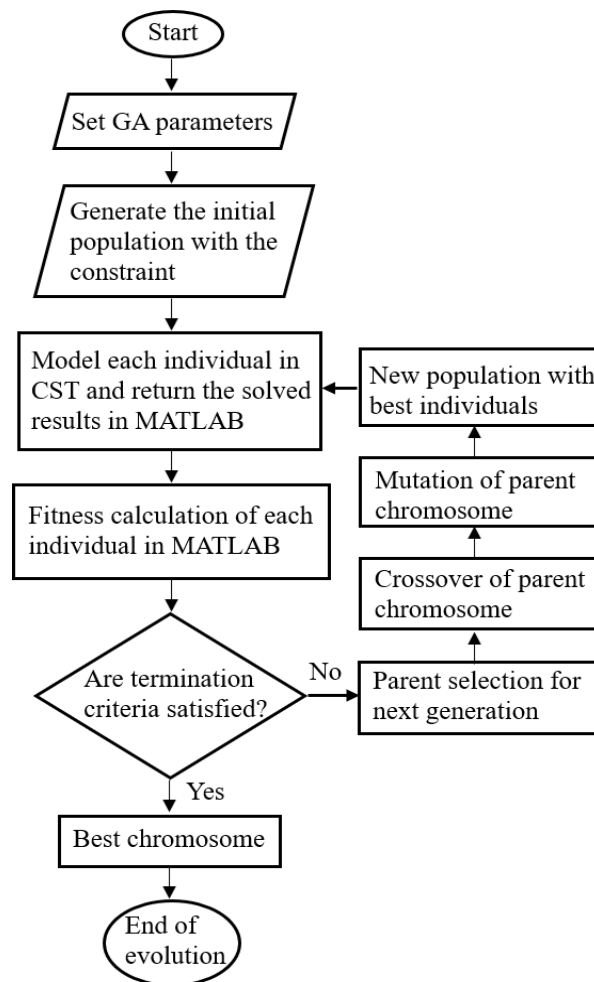 Start
Set GA parameters
Generate the initial
population with the
constraint
Model each individual in
CST and return the solved
results in MATLAB
Fitness calculation of each
individual in MATLAB
Are termination
criteria satisfied?
No
Parent selection for
next generation
Crossover of parent
chromosome
Mutation of parent
chromosome
New population with
best individuals
Yes
Best chromosome
End of
evolution